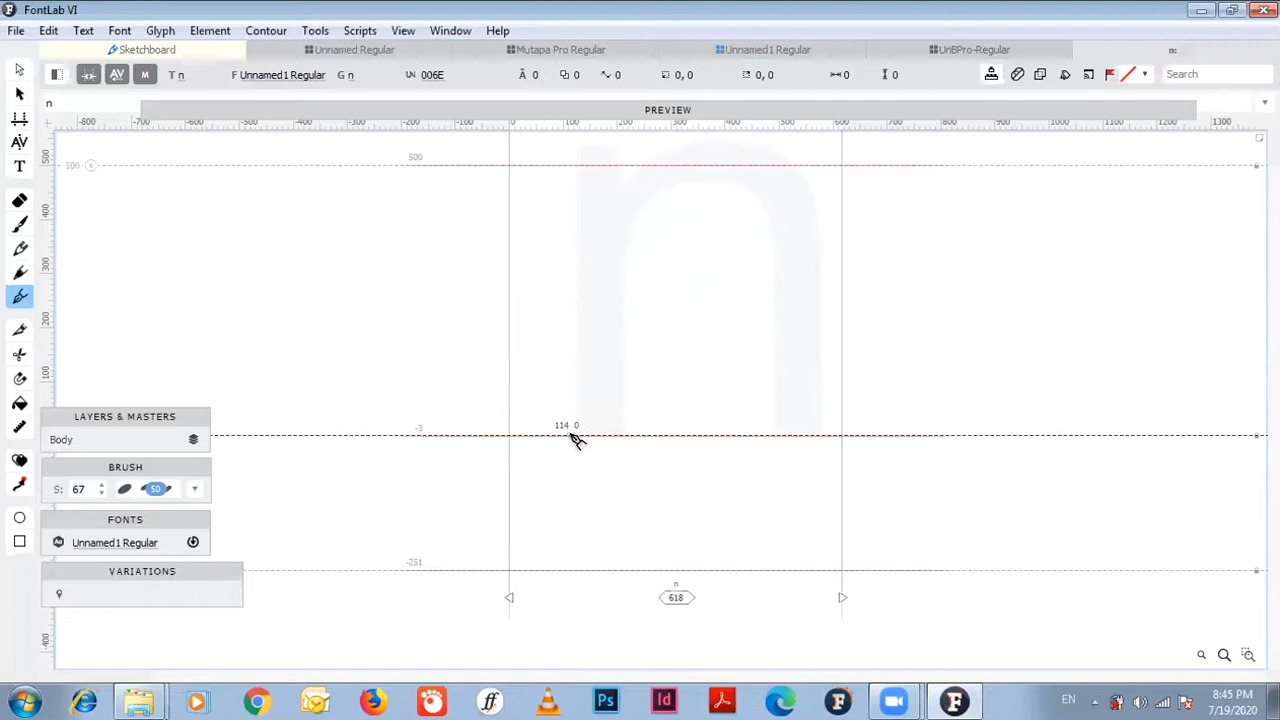 FontLab VI
File Edit Text Font Glyph Element Contour Tools Scripts View Window Help
Sketchboard Unnamed Regular Mutapa Pro Regular Unnamed1 Regular UnBPro-Regular n:
M T n F Unnamed1 Regular G n UN 006E 0 0 0 0, 0 0, 0 0 0 Search
n
PREVIEW
-800 -700 -600 -500 -400 -300 -200 -100 0 100 200 300 400 500 600 700 800 900 1000 1100 1200 1300
500 500
500
400
300
200
100
LAYERS & MASTERS
-3 114 0
Body
BRUSH
S: 67 50
FONTS
Unnamed1 Regular
-251
VARIATIONS
n
618
-400
EN 8:45 PM
7/19/2020